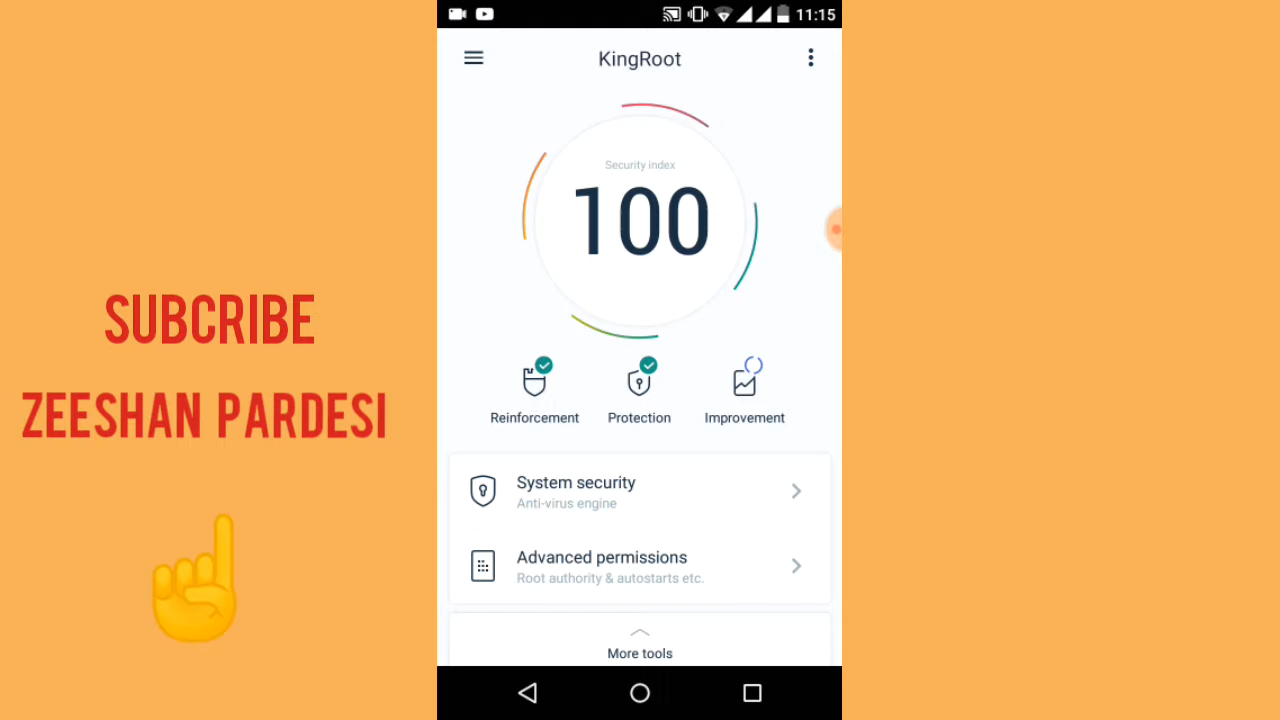 11:15
KingRoot
Security index
100
Reinforcement
Protection
Improvement
System security
Anti-virus engine
Advanced permissions
Root authority & autostarts etc.
More tools
SUBCRIBE
ZEESHAN PARDESI